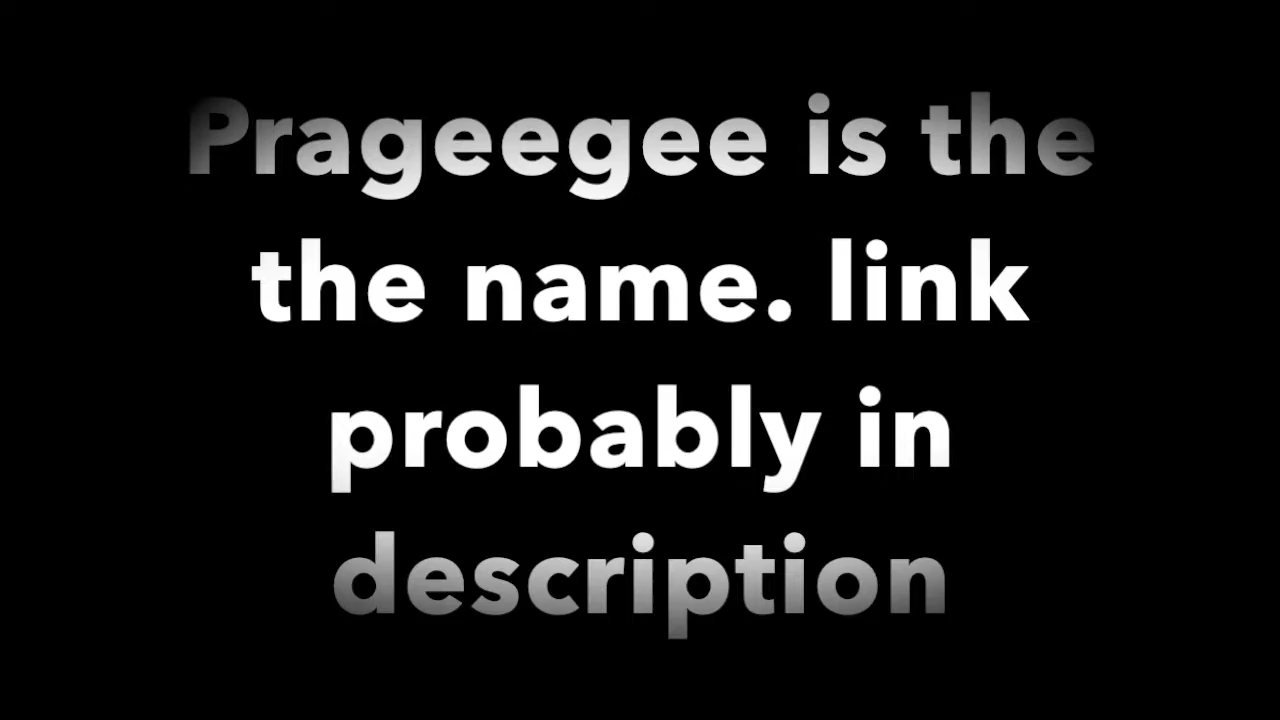 Prageegee is the
the name. link
probably in
description